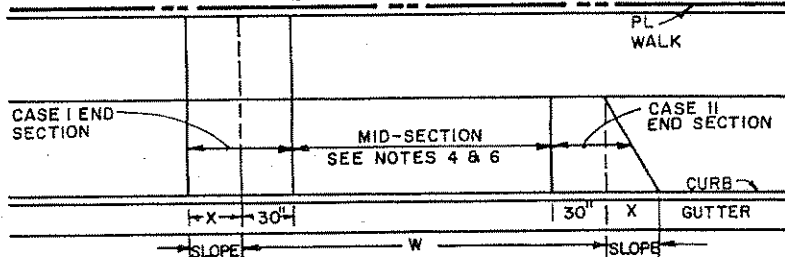 PL
WALK
CASE I END
SECTION
MID-SECTION
SEE NOTES 4 & 6
CASE II
END SECTION
CURB
X 30" 30" X GUTTER
SLOPE W SLOPE